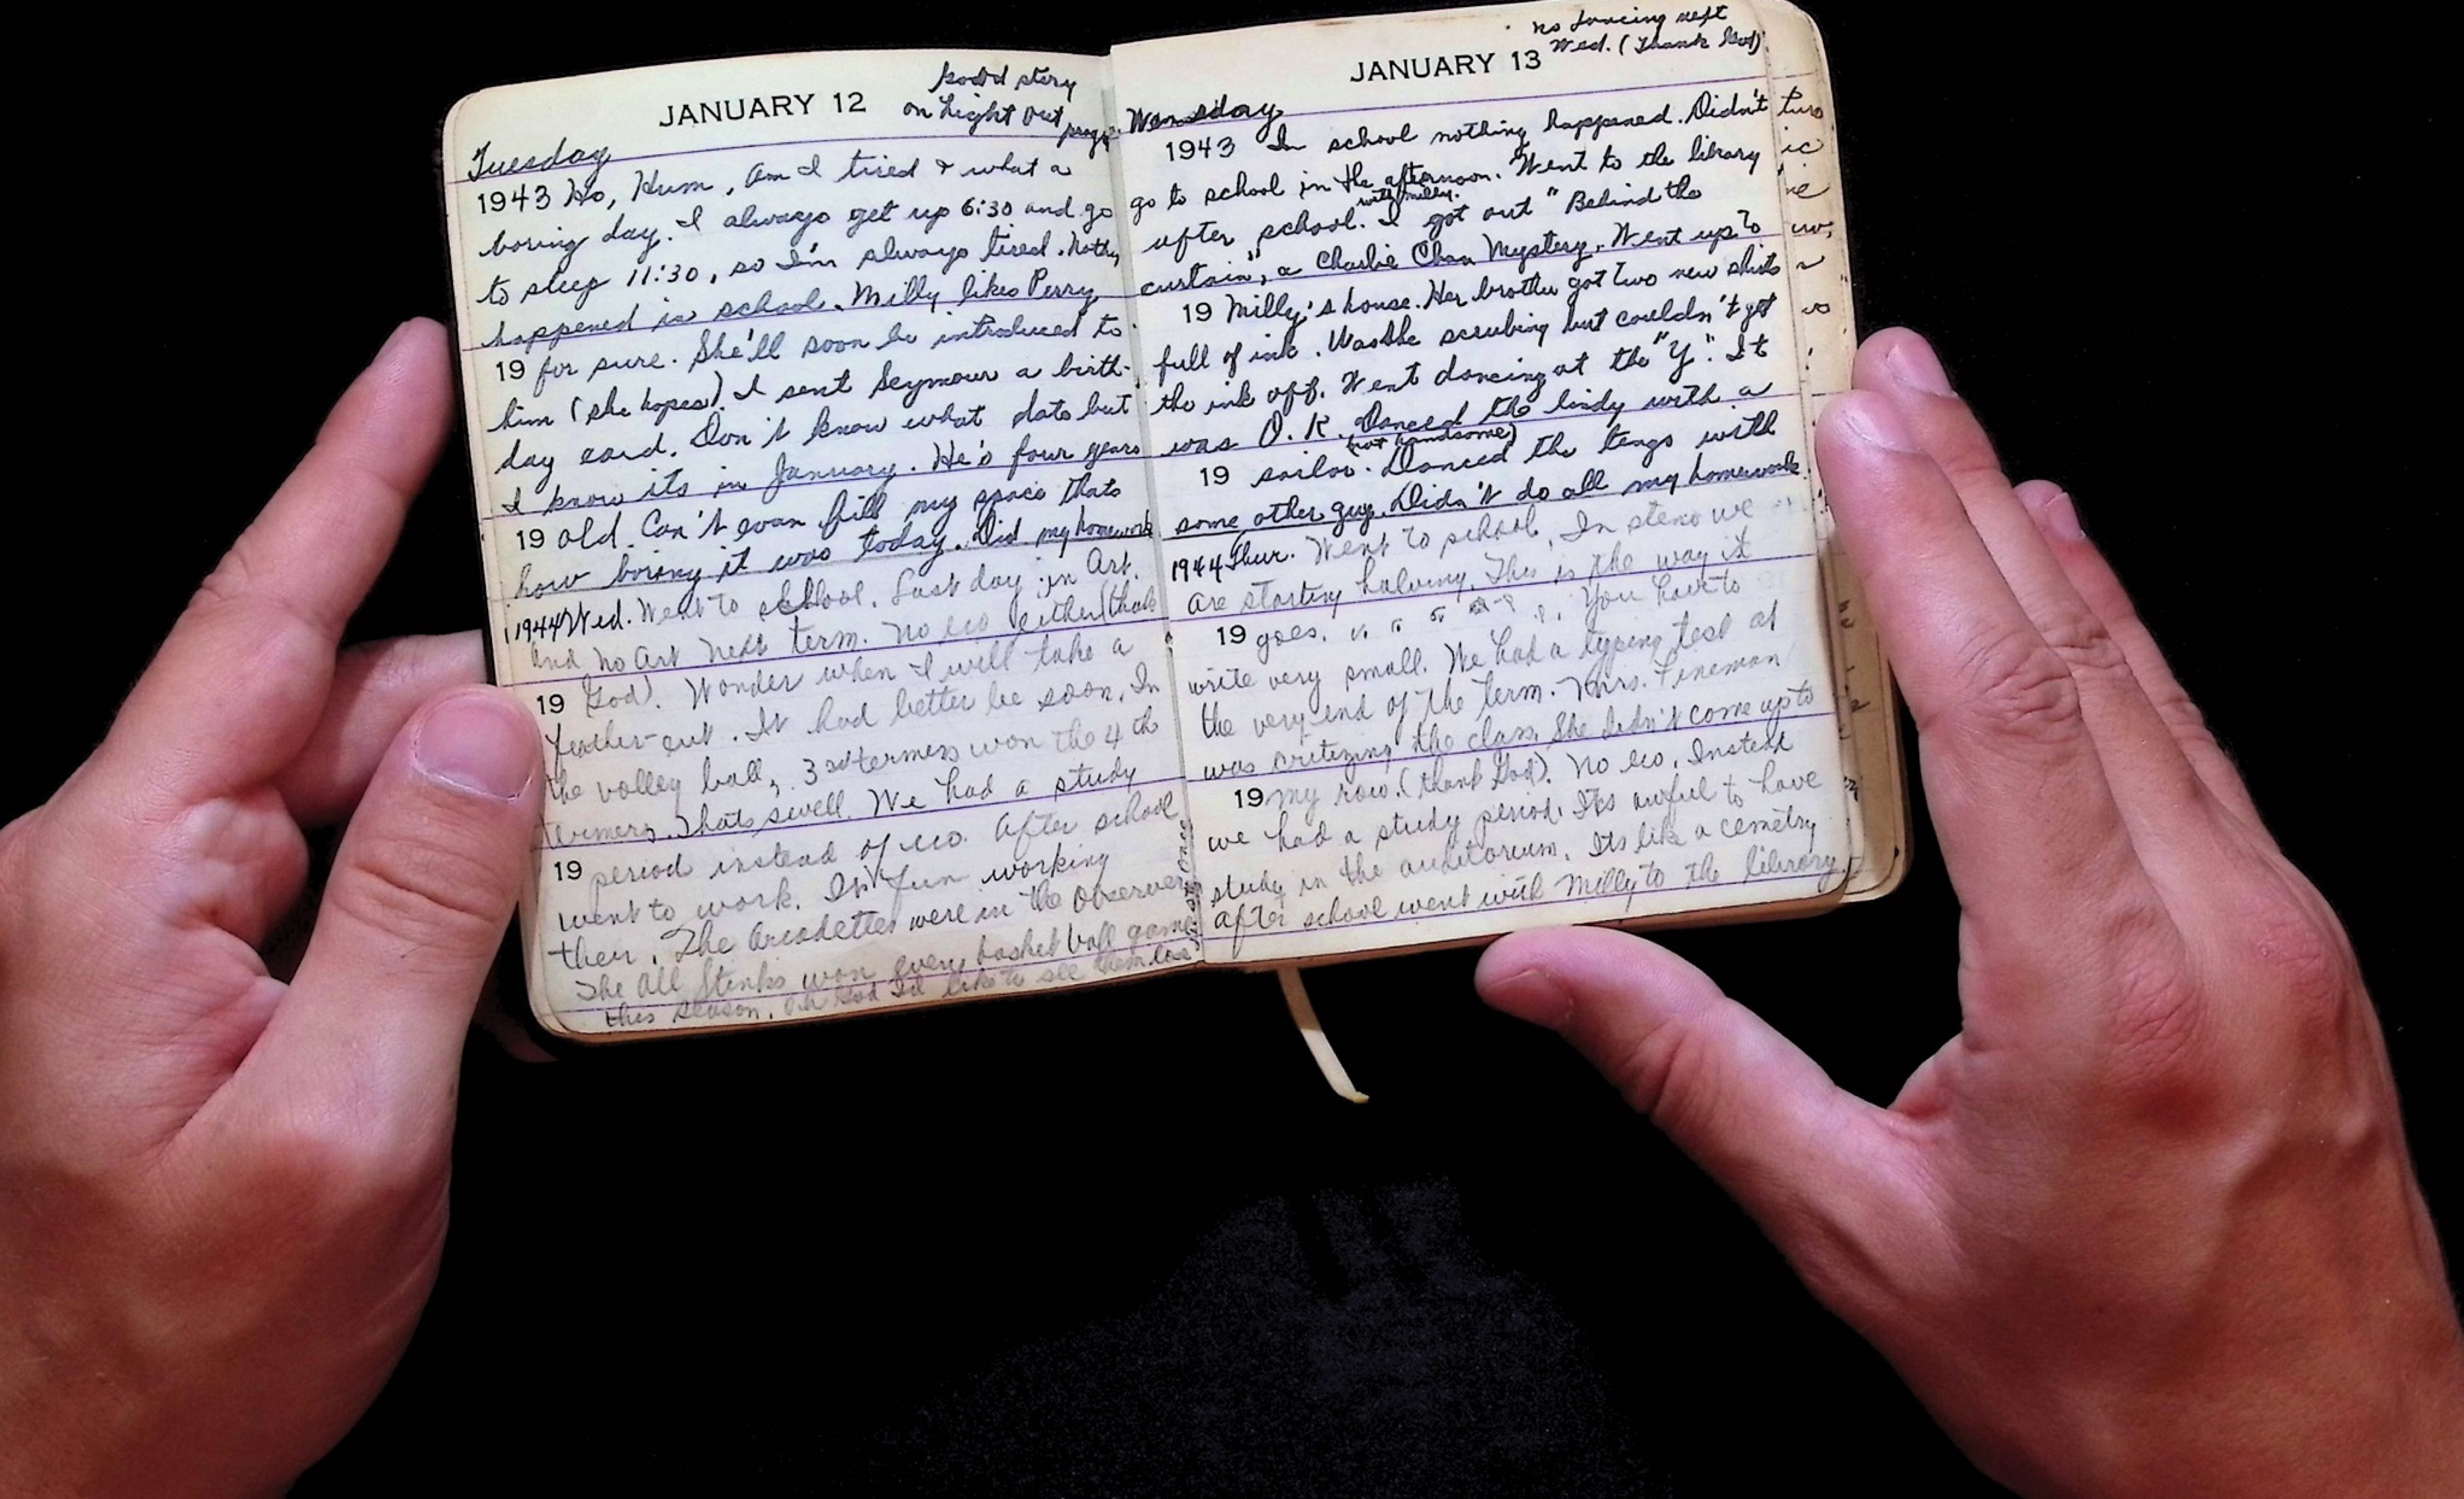 JANUARY 12
Good story
on Light Out
progr.
Tuesday
1943 Ho, Hum, Am I tired & what a
boring day. I always get up 6:30 and go
to sleep 11:30, so I'm always tired. Nothing
happened in school. Milly likes Perry
19 for sure. She'll soon be introduced to
him (she hopes). I sent Seymour a birth-
day card. Don't know what date but
I know its in January. He's four years
19 old. Can't even fill my space thats
how boring it was today. Did my homework
1944 Wed. Went to school. Last day in Art.
and no Art next term. No eco either (thank
19 God). Wonder when I will take a
feather-cut. It had better be soon. In
the volley ball, 3rd termers won the 4th
termers. Thats swell. We had a study
19 period instead of eco. After school
went to work. Isn't fun working
their. The Arcadettes were in the Observer
The All Stinks won every basket ball game
this season. Oh God I'd like to see them lose
just once
JANUARY 13
no dancing next
Wed. (Thank God)
Wensday
1943 In school nothing happened. Didn't
go to school in the afternoon. Went to the library
after school. with Milly. I got out "Behind the
curtain", a Charlie Chan Mystery. Went up to
19 Milly's house. Her brother got two new shirts
full of ink. Was she scrubing but couldn't get
the ink off. Went dancing at the "Y". It
was O.K. Danced the lindy with a
19 sailor. (not handsome) Danced the tango with
some other guy. Didn't do all my homework
1944 Thur. Went to school. In steno we
are starting halving. This is the way it
19 goes. You have to
write very small. We had a typing test at
the very end of the term. Mrs. Fineman
was critizing the class. She didn't come up to
19 my row. (thank God). No eco. Instead
we had a study period. Its awful to have
study in the auditorium. Its like a cemetry
After school went with Milly to the library.